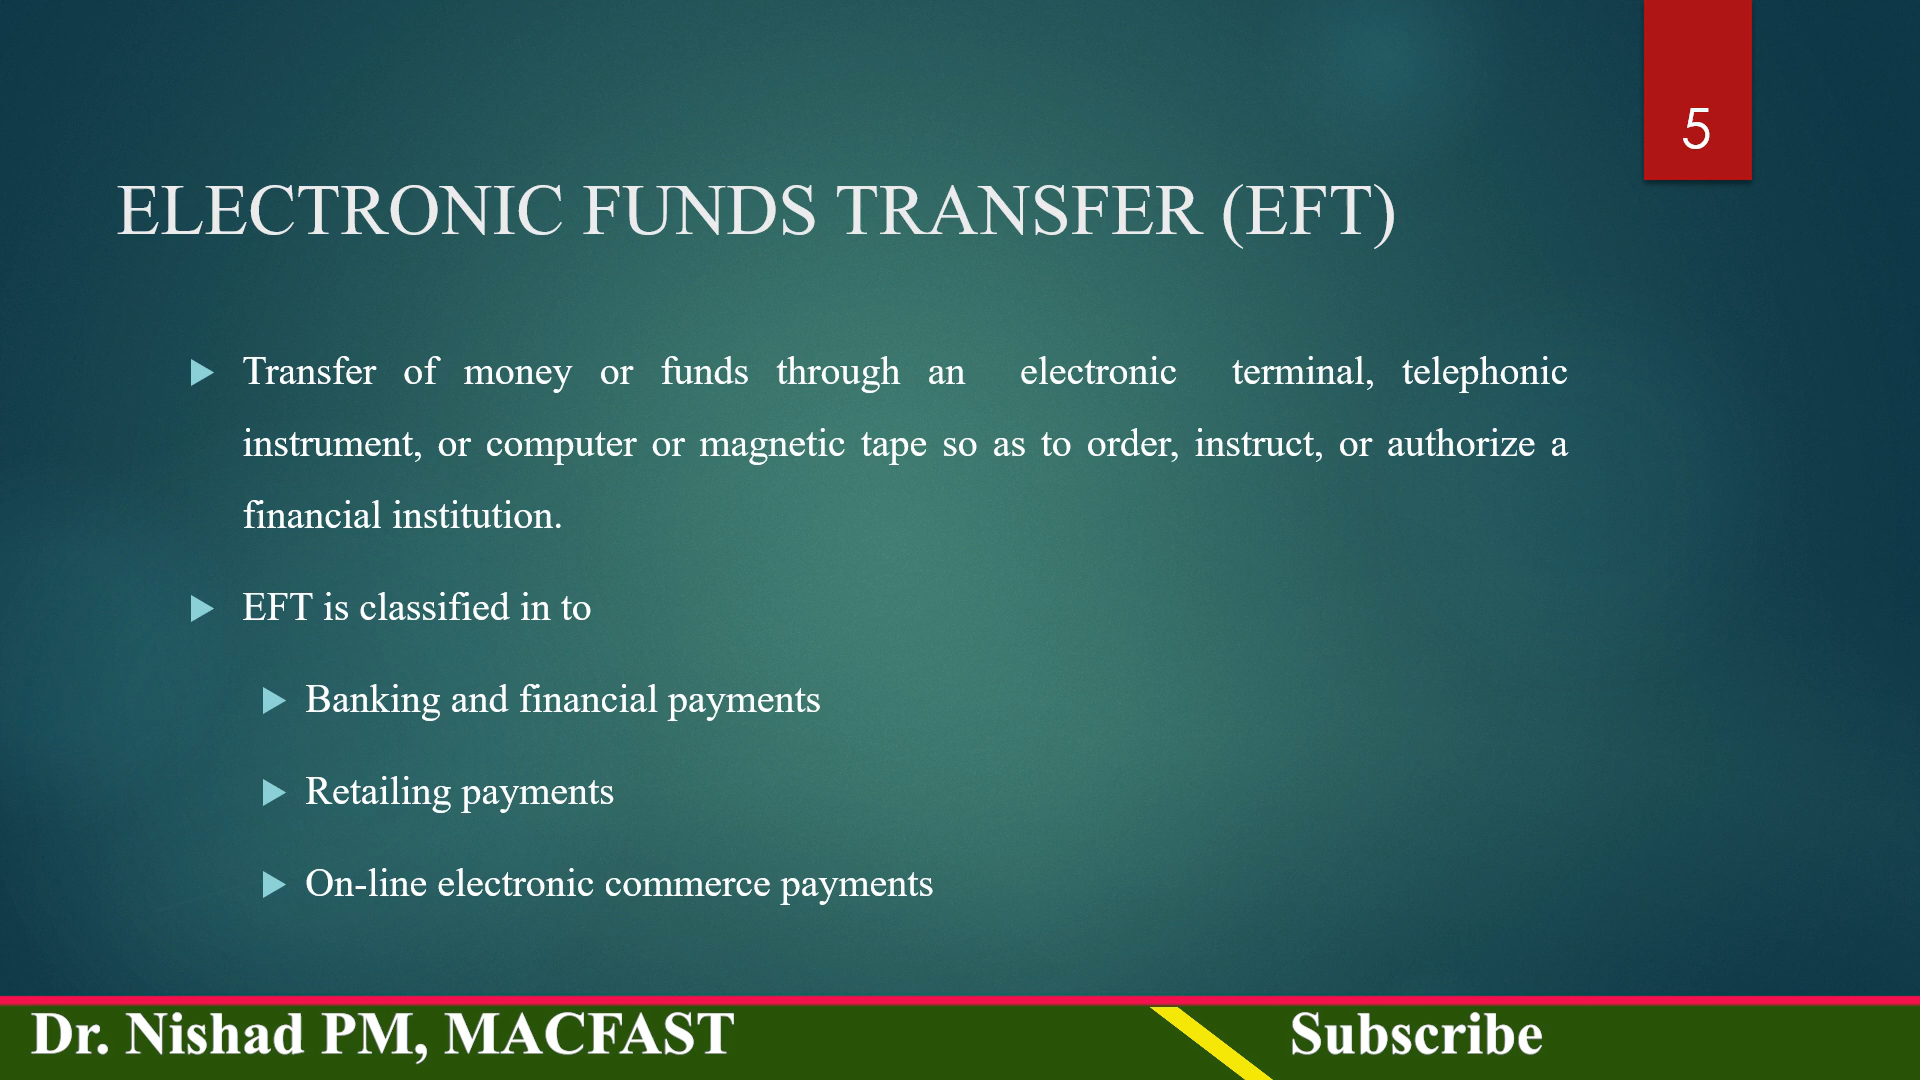 5
ELECTRONIC FUNDS TRANSFER (EFT)
Transfer of money or funds through an electronic terminal, telephonic
instrument, or computer or magnetic tape so as to order, instruct, or authorize a
financial institution.
EFT is classified in to
Banking and financial payments
Retailing payments
On-line electronic commerce payments
Dr. Nishad PM, MACFAST
Subscribe